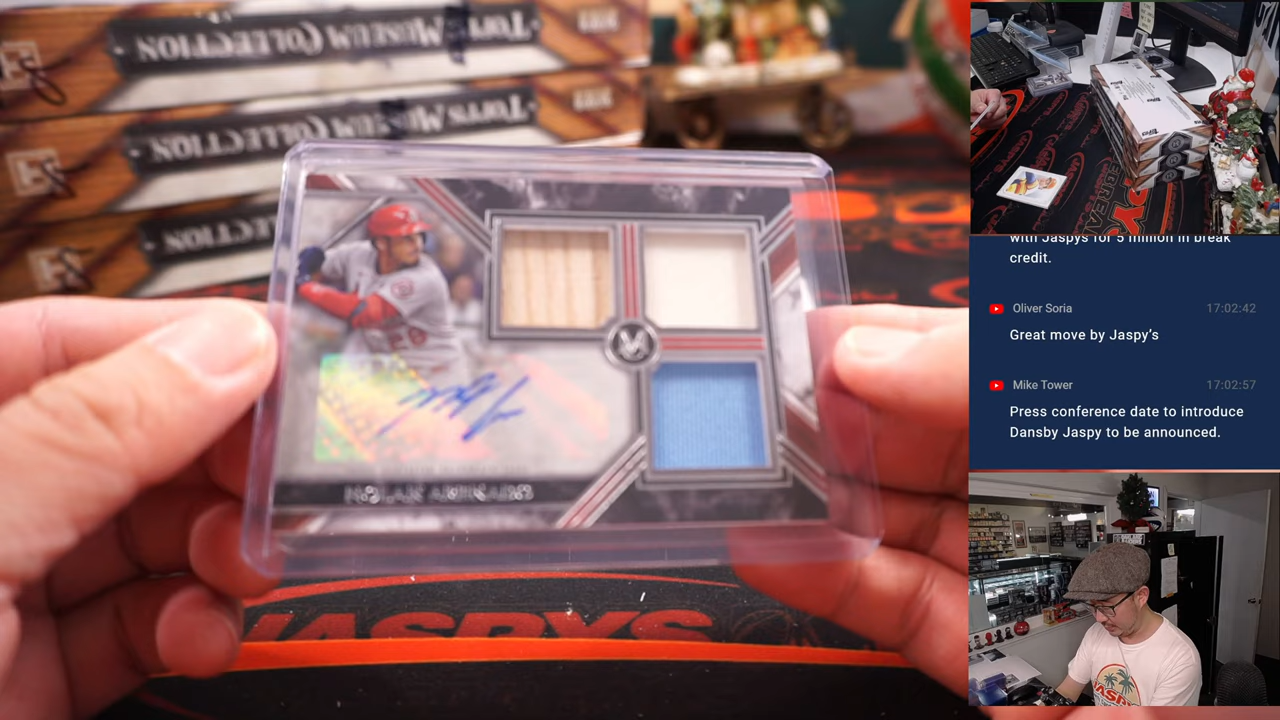 TOPPS MUSEUM COLLECTION
TOPPS MUSEUM COLLECTION
COLLECTION
28
M
NOLAN ARENADO
JASPYS
with Jaspys for 5 million in break
credit.
Oliver Soria
17:02:42
Great move by Jaspy's
Mike Tower
17:02:57
Press conference date to introduce
Dansby Jaspy to be announced.